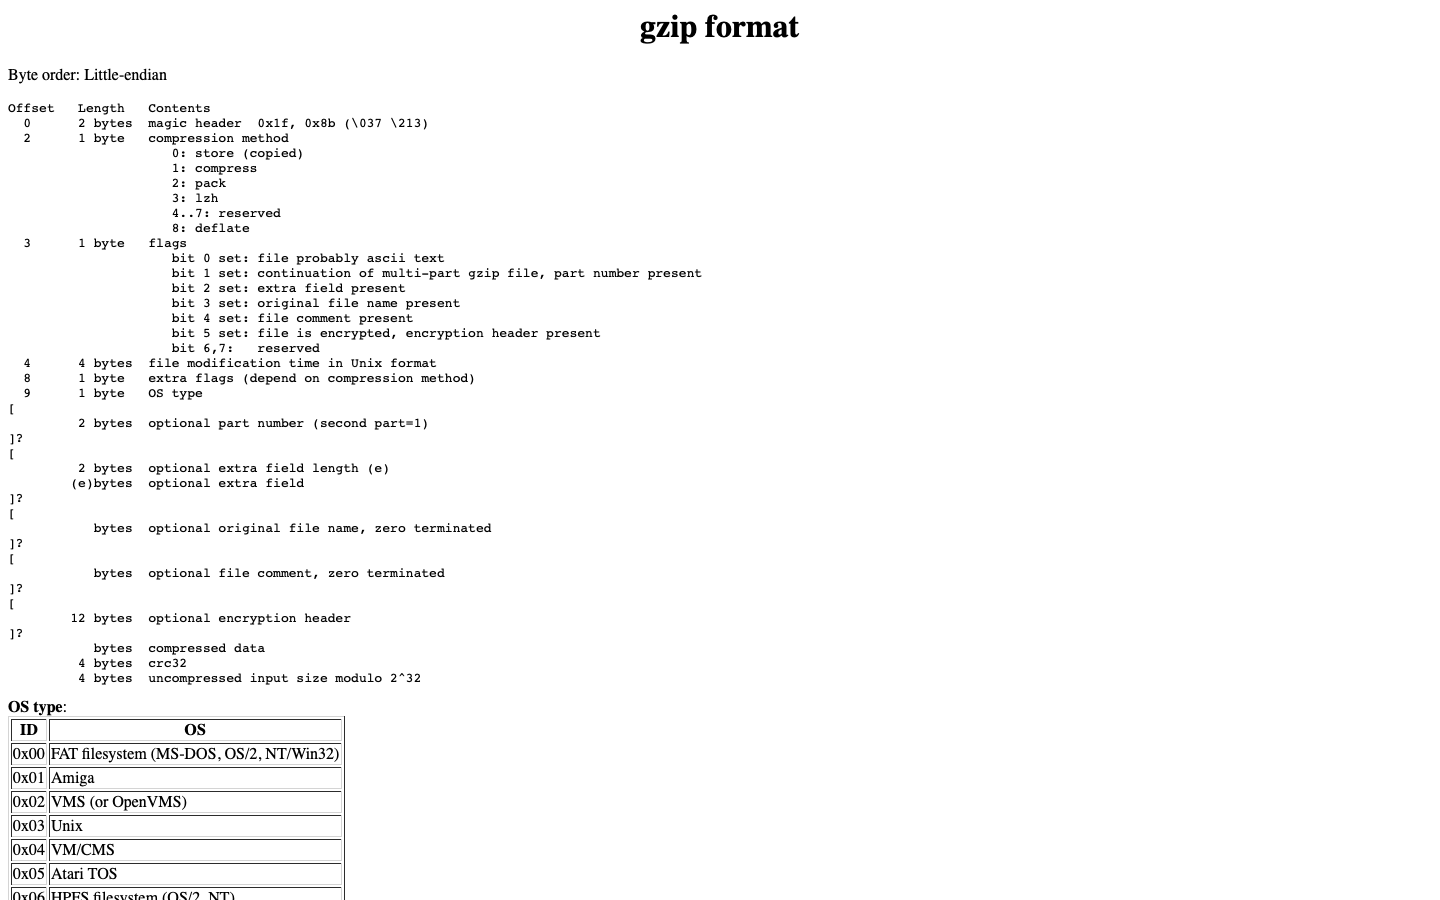 gzip format
Byte order: Little-endian
Offset   Length   Contents
  0      2 bytes  magic header  0x1f, 0x8b (\037 \213)
  2      1 byte   compression method
                     0: store (copied)
                     1: compress
                     2: pack
                     3: lzh
                     4..7: reserved
                     8: deflate
  3      1 byte   flags
                     bit 0 set: file probably ascii text
                     bit 1 set: continuation of multi-part gzip file, part number present
                     bit 2 set: extra field present
                     bit 3 set: original file name present
                     bit 4 set: file comment present
                     bit 5 set: file is encrypted, encryption header present
                     bit 6,7:   reserved
  4      4 bytes  file modification time in Unix format
  8      1 byte   extra flags (depend on compression method)
  9      1 byte   OS type
[
         2 bytes  optional part number (second part=1)
]?
[
         2 bytes  optional extra field length (e)
        (e)bytes  optional extra field
]?
[
           bytes  optional original file name, zero terminated
]?
[
           bytes  optional file comment, zero terminated
]?
[
        12 bytes  optional encryption header
]?
           bytes  compressed data
         4 bytes  crc32
         4 bytes  uncompressed input size modulo 2^32
OS type:
ID OS
0x00 FAT filesystem (MS-DOS, OS/2, NT/Win32)
0x01 Amiga
0x02 VMS (or OpenVMS)
0x03 Unix
0x04 VM/CMS
0x05 Atari TOS
0x06 HPFS filesystem (OS/2, NT)